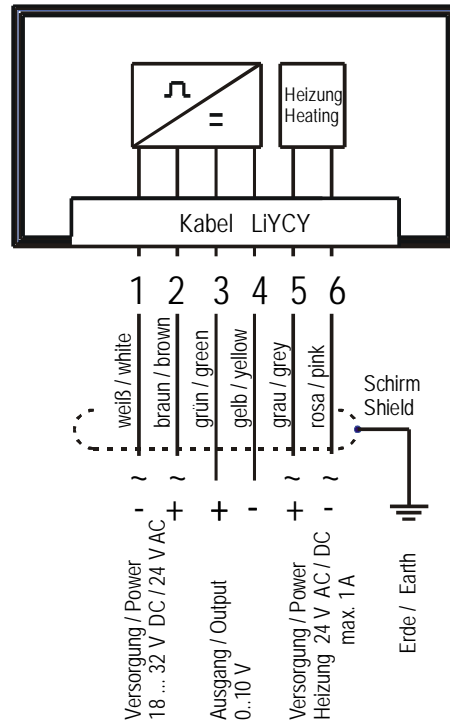 Heizung
Heating
Kabel LiYCY
1 2 3 4 5 6
weiß / white
braun / brown
grün / green
gelb / yellow
grau / grey
rosa / pink
Schirm
Shield
~ ~ ~ ~
- + + - + -
Versorgung / Power
18 ... 32 V DC / 24 V AC
Ausgang / Output
0..10 V
Versorgung / Power
Heizung 24 V AC / DC
max. 1 A
Erde / Earth